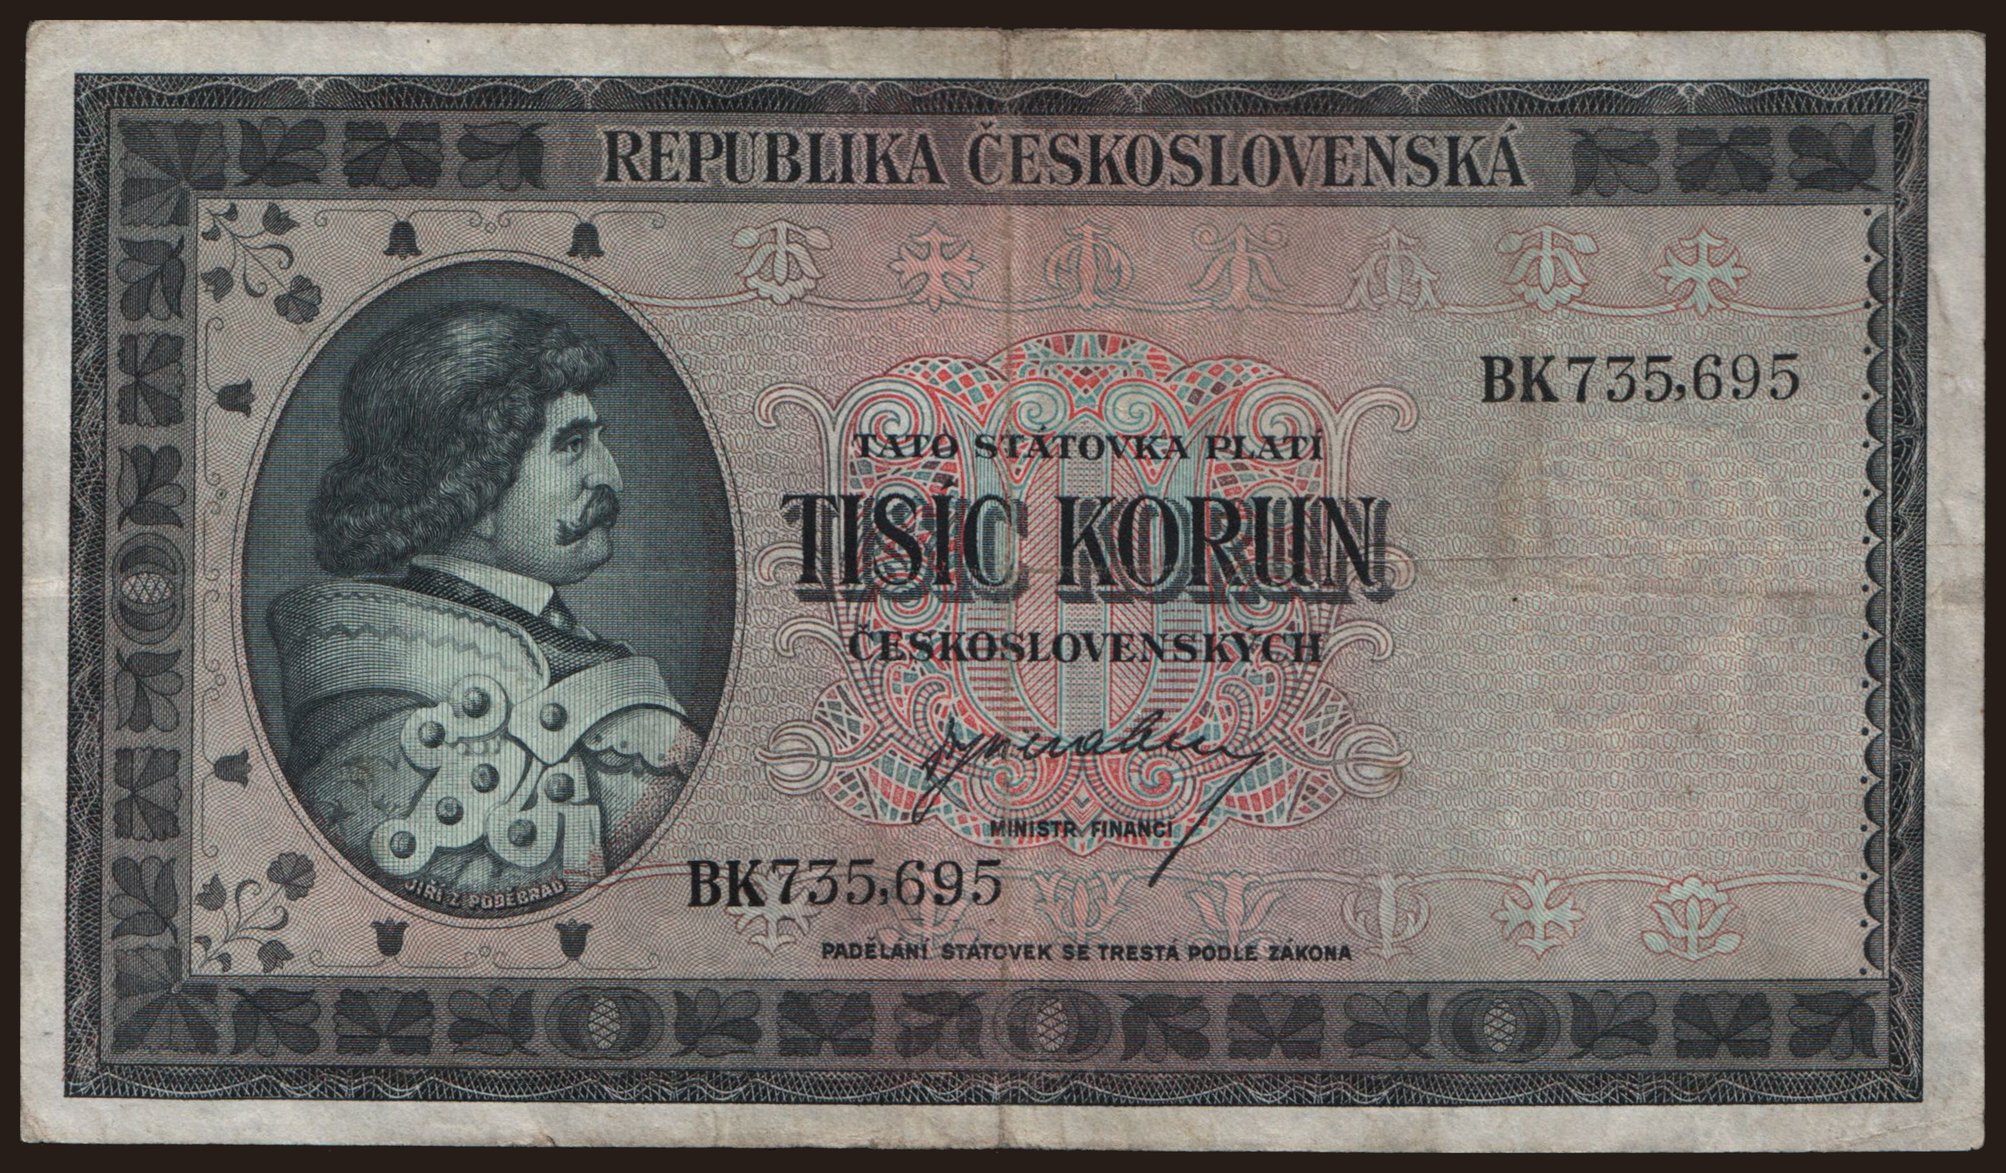 REPUBLIKA ČESKOSLOVENSKÁ
BK735,695
TATO STÁTOVKA PLATÍ
TISÍC KORUN
ČESKOSLOVENSKÝCH
MINISTR FINANCÍ
BK735,695
JIŘÍ Z PODĚBRAD
PADĚLÁNÍ STÁTOVEK SE TRESTÁ PODLE ZÁKONA